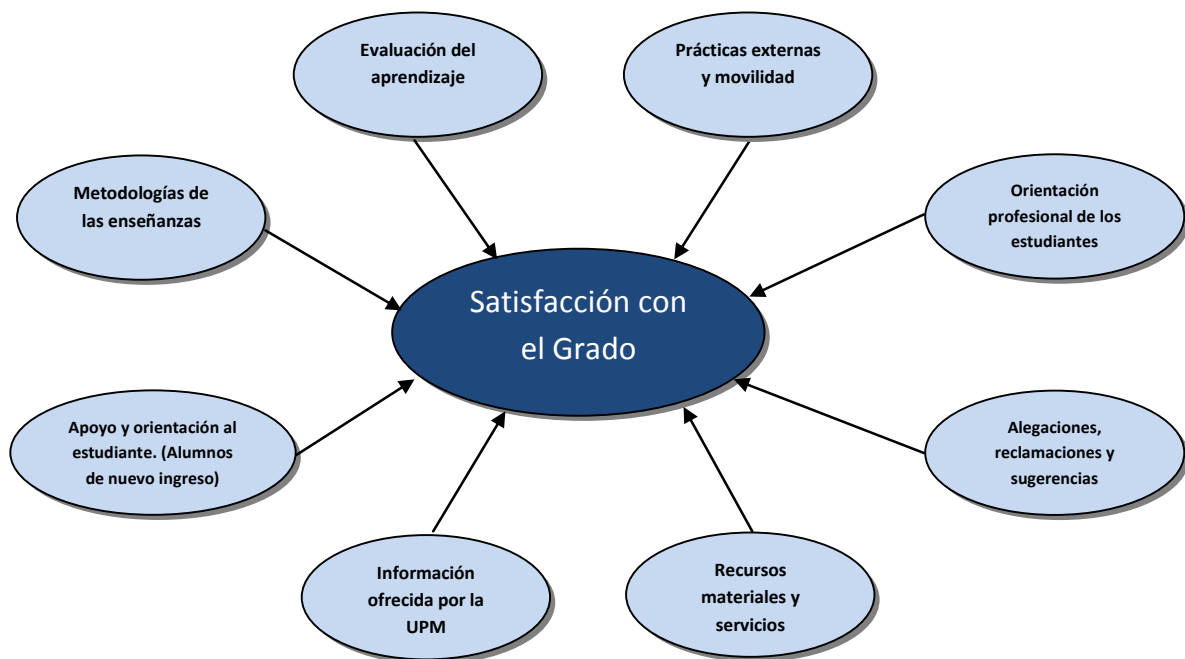 Evaluación del
aprendizaje
Prácticas externas
y movilidad
Metodologías de
las enseñanzas
Orientación
profesional de los
estudiantes
Satisfacción con
el Grado
Apoyo y orientación al
estudiante. (Alumnos
de nuevo ingreso)
Alegaciones,
reclamaciones y
sugerencias
Información
ofrecida por la
UPM
Recursos
materiales y
servicios